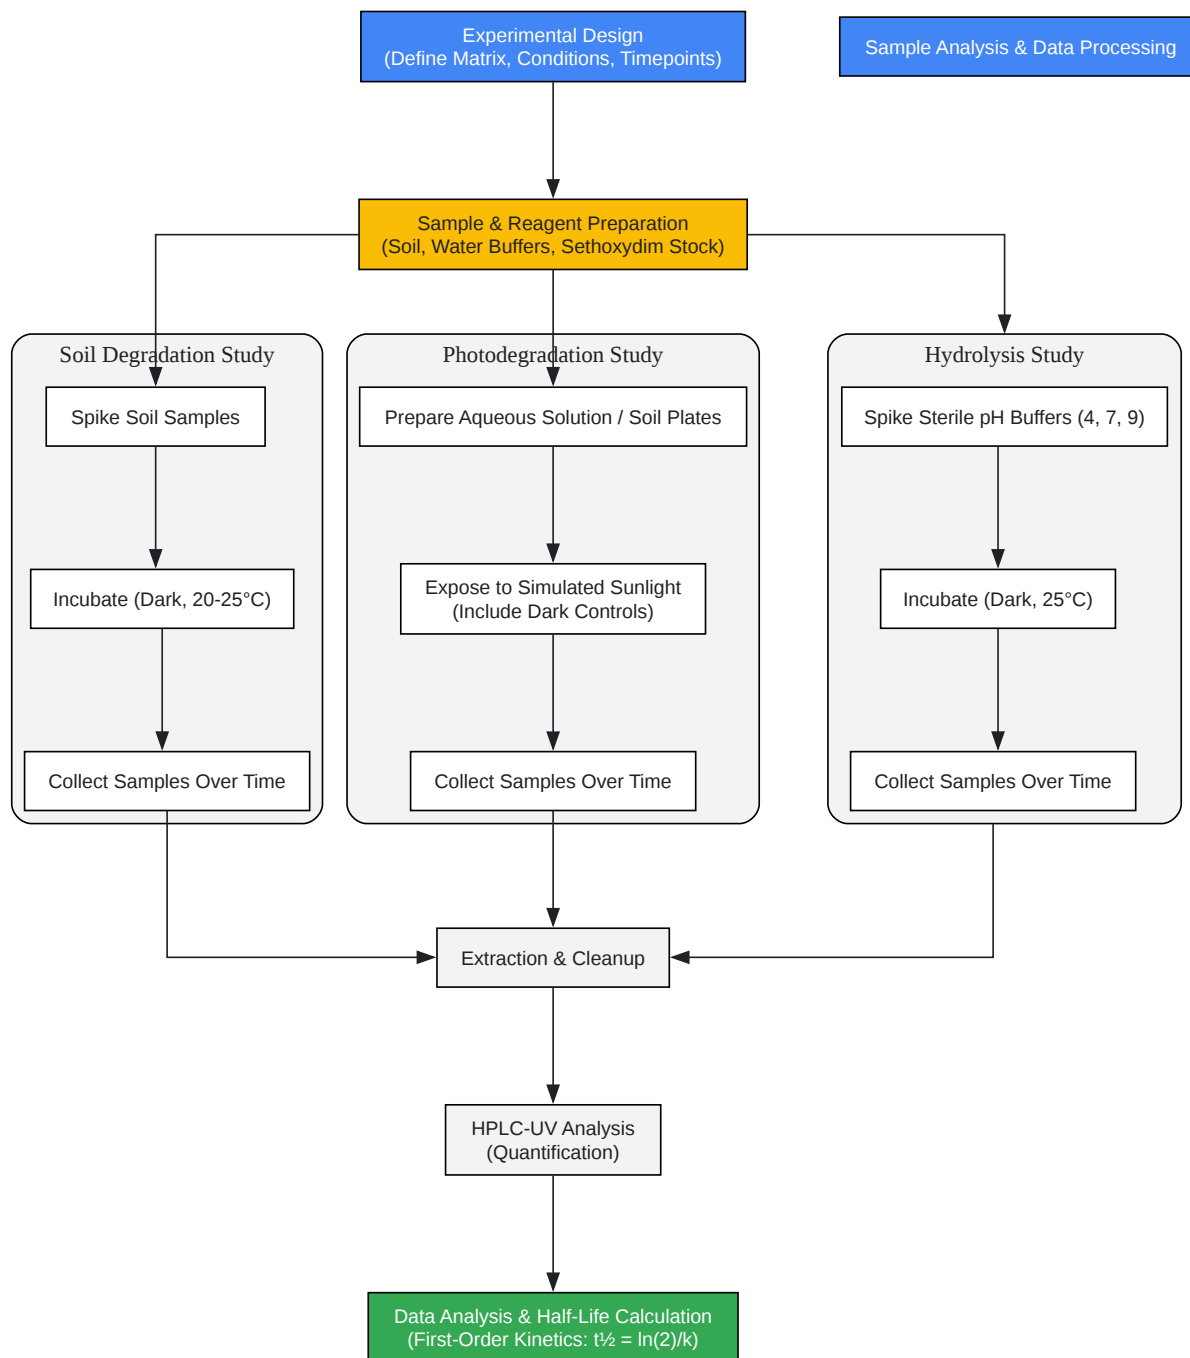 Experimental Design
(Define Matrix, Conditions, Timepoints)
Sample Analysis & Data Processing
Sample & Reagent Preparation
(Soil, Water Buffers, Sethoxydim Stock)
Soil Degradation Study
Spike Soil Samples
Incubate (Dark, 20-25°C)
Collect Samples Over Time
Photodegradation Study
Prepare Aqueous Solution / Soil Plates
Expose to Simulated Sunlight
(Include Dark Controls)
Collect Samples Over Time
Hydrolysis Study
Spike Sterile pH Buffers (4, 7, 9)
Incubate (Dark, 25°C)
Collect Samples Over Time
Extraction & Cleanup
HPLC-UV Analysis
(Quantification)
Data Analysis & Half-Life Calculation
(First-Order Kinetics: t½ = ln(2)/k)